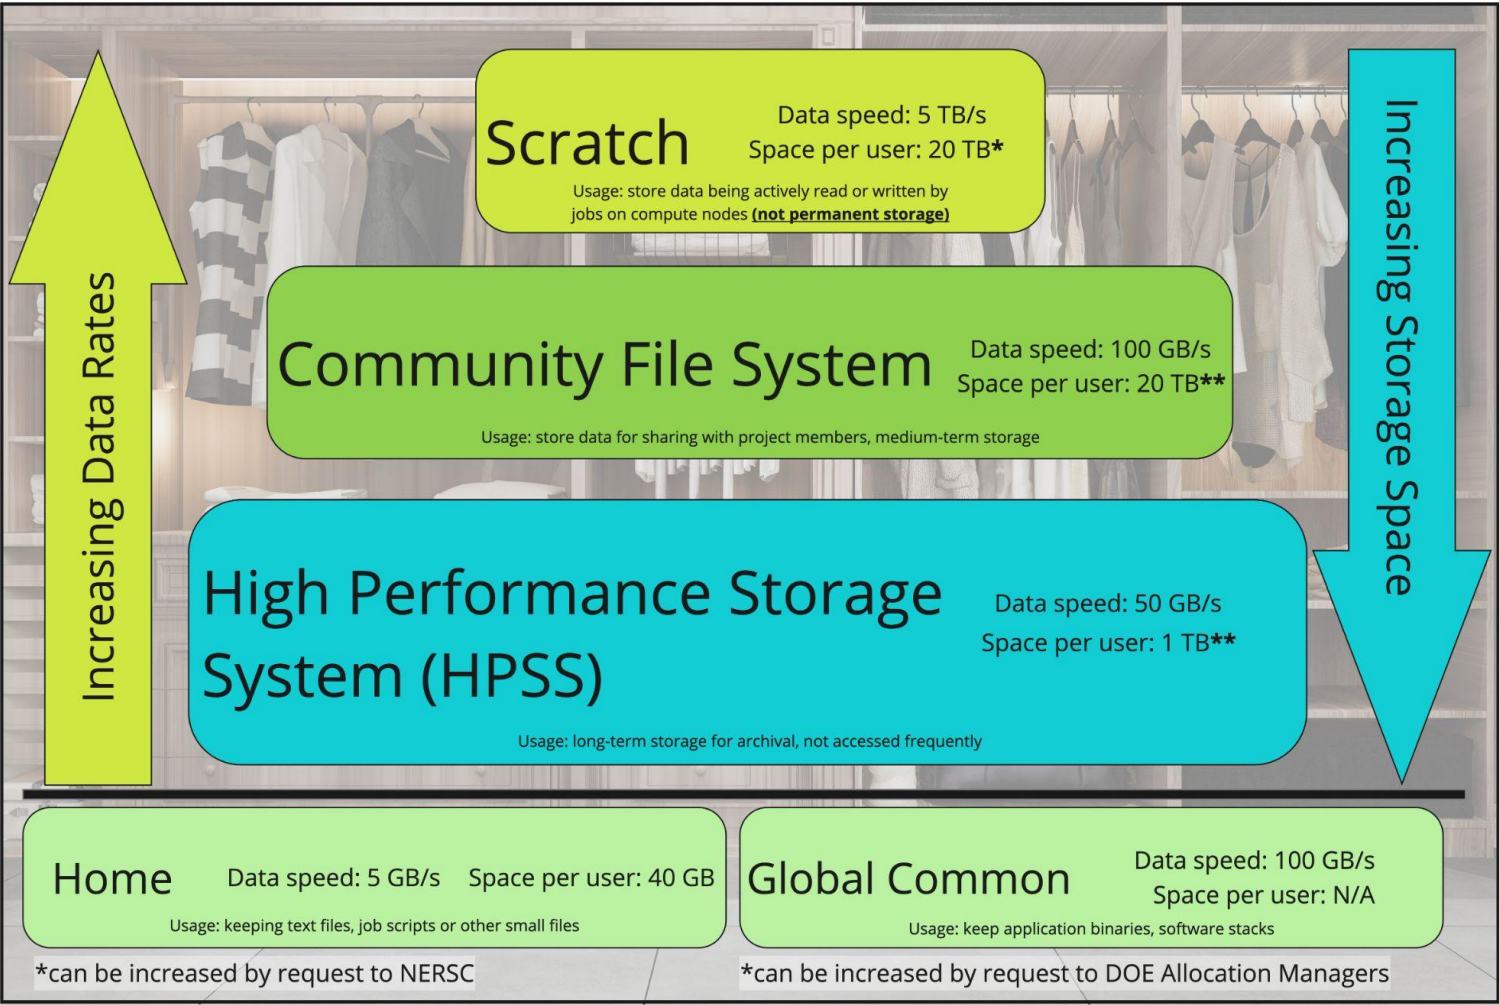 Increasing Data Rates
Scratch
Data speed: 5 TB/s
Space per user: 20 TB*
Usage: store data being actively read or written by
jobs on compute nodes (not permanent storage)
Increasing Storage Space
Community File System
Data speed: 100 GB/s
Space per user: 20 TB**
Usage: store data for sharing with project members, medium-term storage
High Performance Storage
System (HPSS)
Data speed: 50 GB/s
Space per user: 1 TB**
Usage: long-term storage for archival, not accessed frequently
Home
Data speed: 5 GB/s
Space per user: 40 GB
Usage: keeping text files, job scripts or other small files
Global Common
Data speed: 100 GB/s
Space per user: N/A
Usage: keep application binaries, software stacks
*can be increased by request to NERSC
*can be increased by request to DOE Allocation Managers